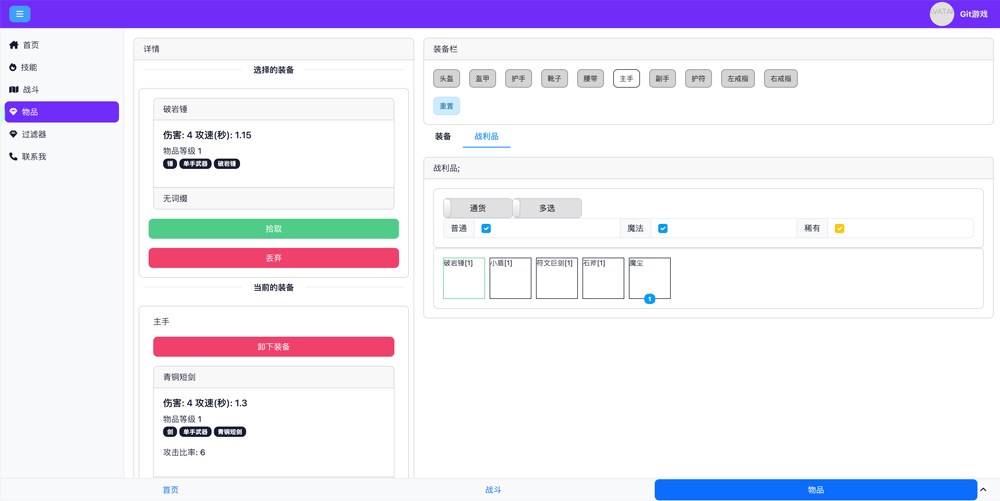 AVATAR
Git游戏
首页
技能
战斗
物品
过滤器
联系我
详情
选择的装备
破岩锤
伤害: 4 攻速(秒): 1.15
物品等级 1
锤 单手武器 破岩锤
无词缀
拾取
丢弃
当前的装备
主手
卸下装备
青铜短剑
伤害: 4 攻速(秒): 1.3
物品等级 1
剑 单手武器 青铜短剑
攻击比率: 6
装备栏
头盔 盔甲 护手 靴子 腰带 主手 副手 护符 左戒指 右戒指
重置
装备 战利品
战利品;
通货 多选
普通 魔法 稀有
破岩锤[1] 小盾[1] 符文巨剑[1] 石斧[1] 魔尘
1
首页 战斗 物品